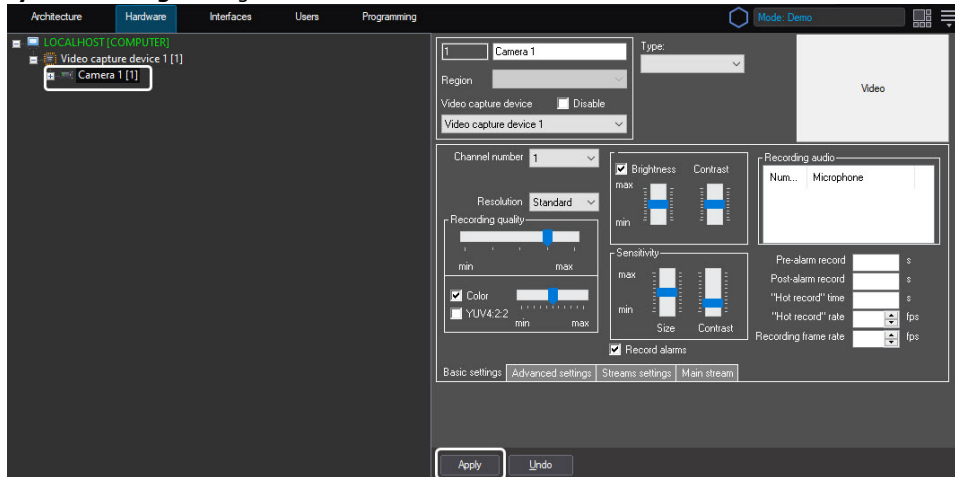 Architecture Hardware Interfaces Users Programming Mode: Demo
LOCALHOST [COMPUTER]
Video capture device 1 [1]
Camera 1 [1]
1 Camera 1
Type:
Region
Video capture device Disable
Video capture device 1
Video
Channel number 1
Resolution Standard
Recording quality
min max
Color
YUV4:2:2
min max
Brightness Contrast
max
min
Sensitivity
max
min
Size Contrast
Record alarms
Recording audio
Num... Microphone
Pre-alarm record s
Post-alarm record s
"Hot record" time s
"Hot record" rate fps
Recording frame rate fps
Basic settings Advanced settings Streams settings Main stream
Apply Undo